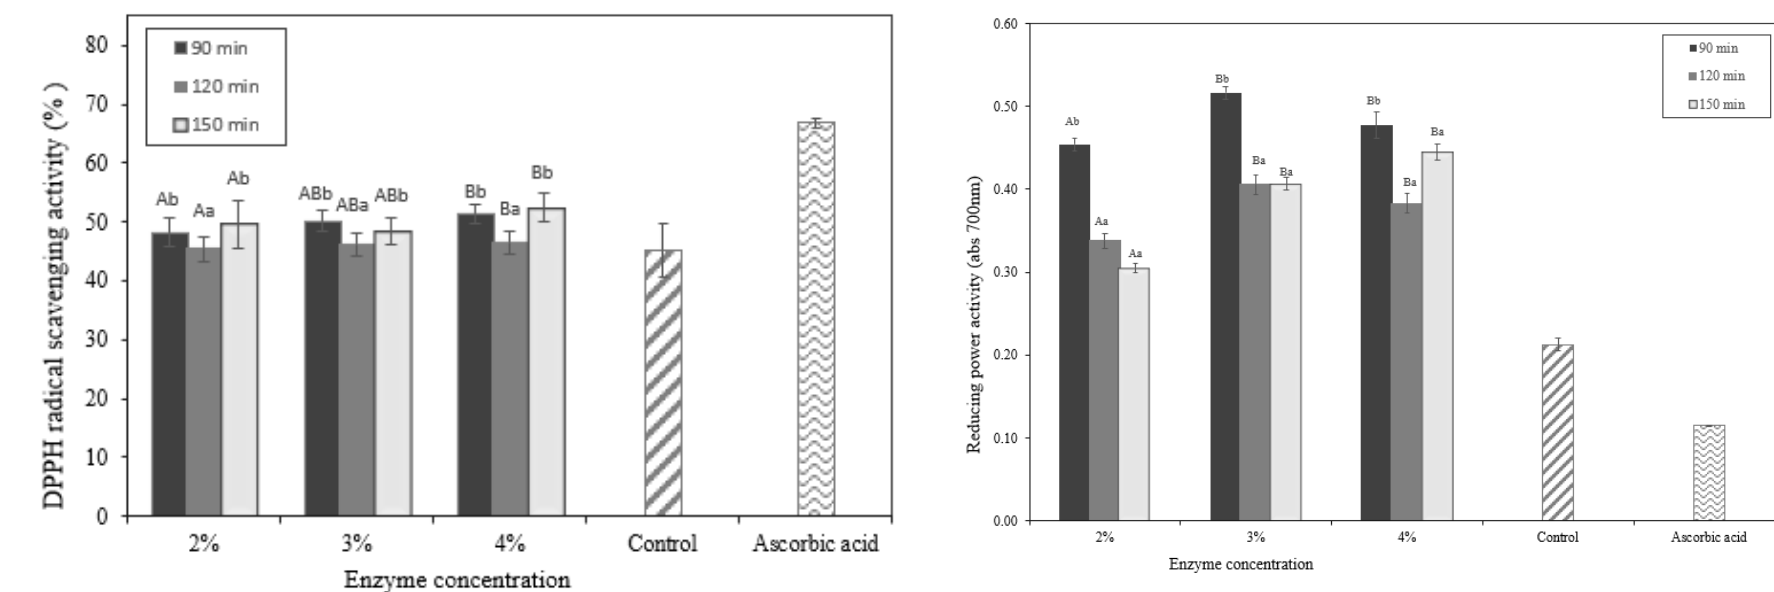 DPPH radical scavenging activity (%)
80
70
60
50
40
30
20
10
0
90 min
120 min
150 min
Ab
Aa
Ab
ABb
ABa
ABb
Bb
Ba
Bb
2%
3%
4%
Control
Ascorbic acid
Enzyme concentration
Reducing power activity (abs 700nm)
0.60
0.50
0.40
0.30
0.20
0.10
0.00
90 min
120 min
150 min
Ab
Aa
Aa
Bb
Ba
Ba
Bb
Ba
Ba
2%
3%
4%
Control
Ascorbic acid
Enzyme concentration